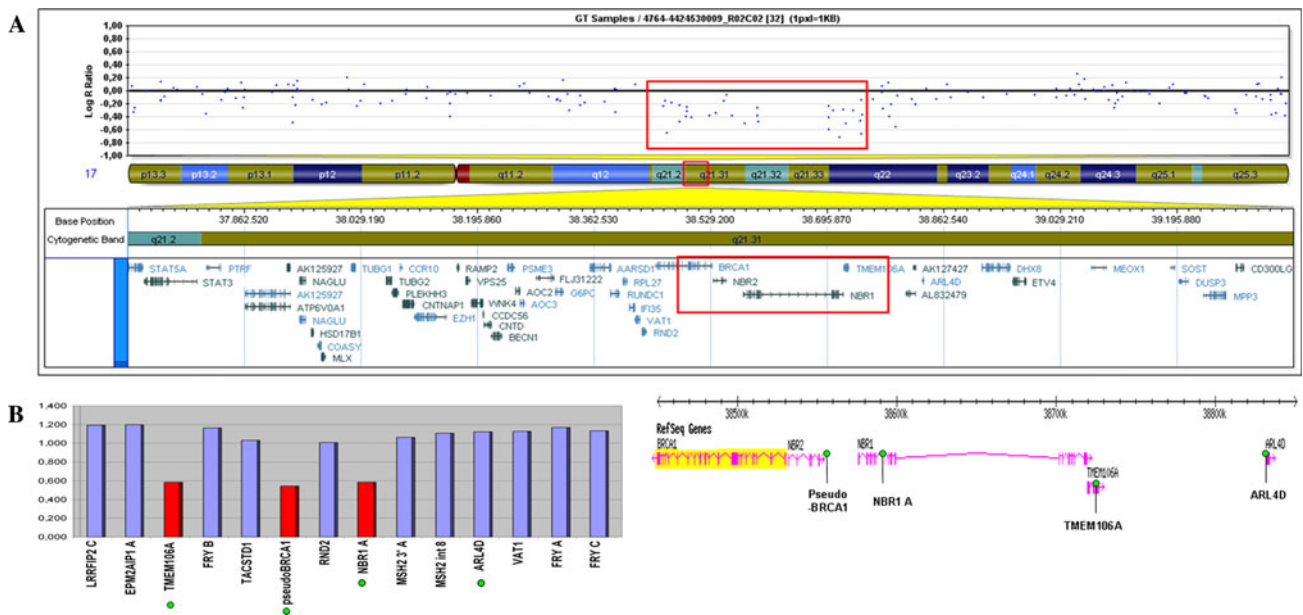 A
GT Samples / 4764-4424530009_R02C02 [32] (1pxl=1KB)
Log R Ratio
1,00
0,80
0,60
0,40
0,20
0,00
-0,20
-0,40
-0,60
-0,80
-1,00
17
p13.3 p13.2 p13.1 p12 p11.2 q11.2 q12 q21.2 q21.31 q21.32 q21.33 q22 q23.2 q24.1 q24.2 q24.3 q25.1 q25.3
Base Position 37.862.520 38.029.190 38.195.860 38.362.530 38.529.200 38.695.870 38.862.540 39.029.210 39.195.880
Cytogenetic Band q21.2 q21.31
STAT5A PTRF AK125927 TUBG1 CCR10 RAMP2 PSME3 AARSD1 BRCA1 TMEM106A AK127427 DHX8 MEOX1 SOST CD300LG
STAT3 NAGLU TUBG2 VPS25 FLJ31222 RPL27 NBR2 ARL4D ETV4 DUSP3
AK125927 PLEKHH3 AOC2 G6PC RUNDC1 NBR1 AL832479 MPP3
ATP6V0A1 CNTNAP1 WNK4 AOC3 IFI35
NAGLU EZH1 CCDC56 VAT1
HSD17B1 CNTD RND2
COASY BECN1
MLX
B
1,400
1,200
1,000
0,800
0,600
0,400
0,200
0,000
LRRFIP2 C
EPM2AIP1 A
TMEM106A
FRY B
TACSTD1
pseudoBRCA1
RND2
NBR1 A
MSH2 3' A
MSH2 int 8
ARL4D
VAT1
FRY A
FRY C
38500k 38600k 38700k 38800k
RefSeq Genes
BRCA1 NBR2 NBR1 ARL4D
TMEM106A
Pseudo
-BRCA1
NBR1 A
TMEM106A
ARL4D